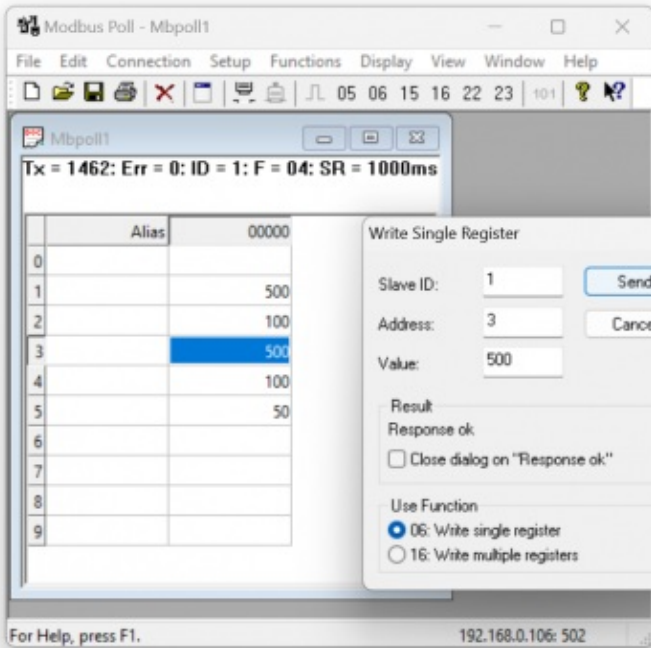 Modbus Poll - Mbpoll1
File Edit Connection Setup Functions Display View Window Help
05 06 15 16 22 23 101
Mbpoll1
Tx = 1462: Err = 0: ID = 1: F = 04: SR = 1000ms
Alias 00000
0
1 500
2 100
3 500
4 100
5 50
6
7
8
9
Write Single Register
Slave ID: 1 Send
Address: 3 Cance
Value: 500
Result
Response ok
Close dialog on "Response ok"
Use Function
06: Write single register
16: Write multiple registers
For Help, press F1. 192.168.0.106: 502